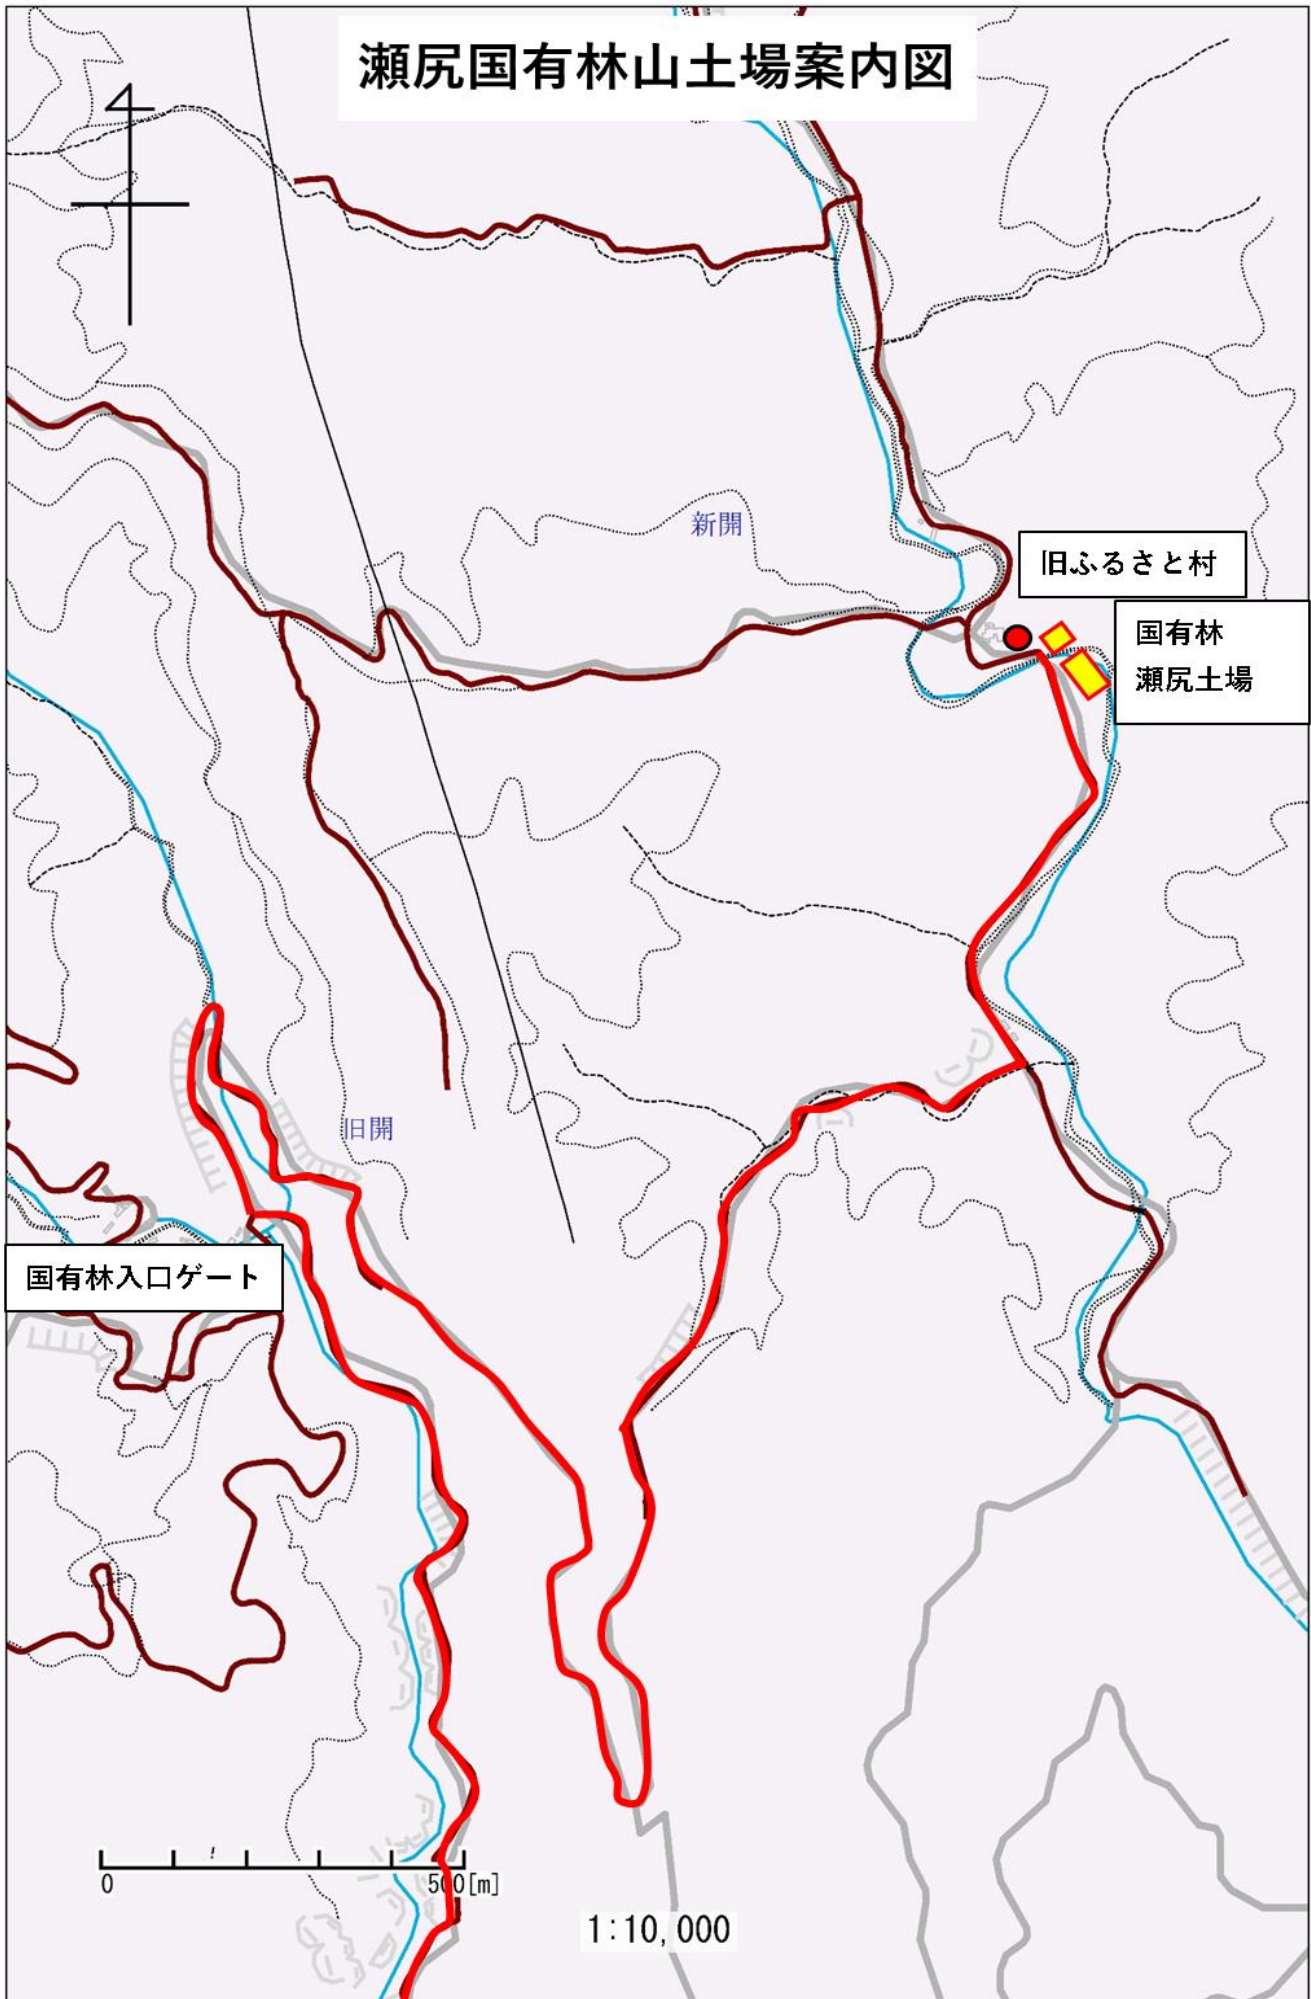 瀬尻国有林山土場案内図
新開
旧ふるさと村
国有林
瀬尻土場
旧開
国有林入口ゲート
0 500[m]
1:10,000